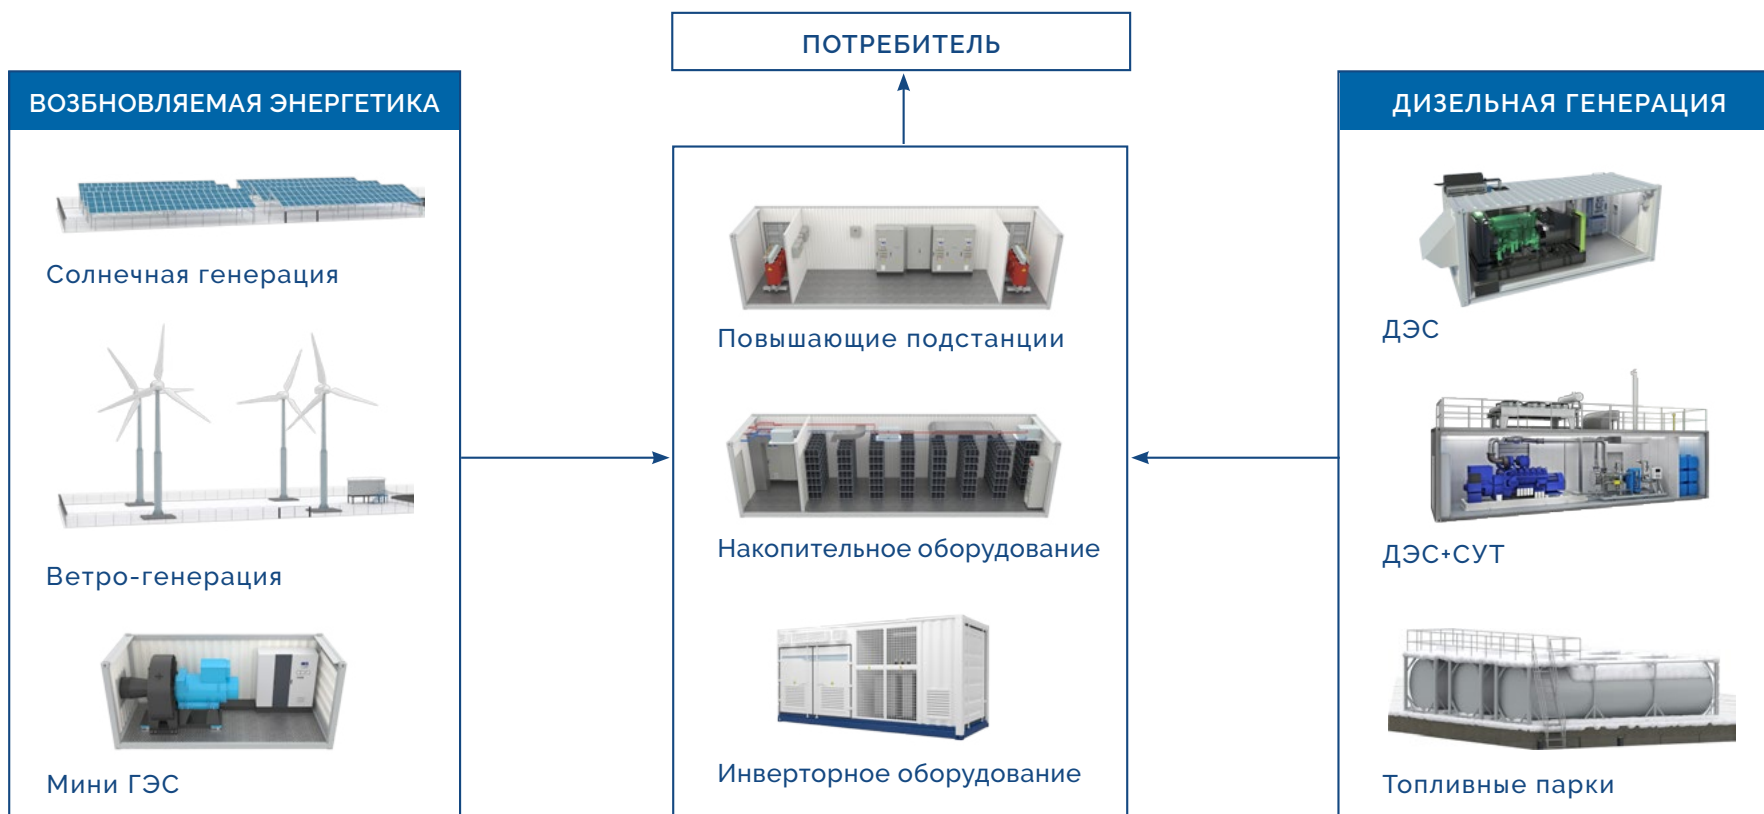 ПОТРЕБИТЕЛЬ
ВОЗБНОВЛЯЕМАЯ ЭНЕРГЕТИКА
Солнечная генерация
Ветро-генерация
Мини ГЭС
Повышающие подстанции
Накопительное оборудование
Инверторное оборудование
ДИЗЕЛЬНАЯ ГЕНЕРАЦИЯ
ДЭС
ДЭС+СУТ
Топливные парки